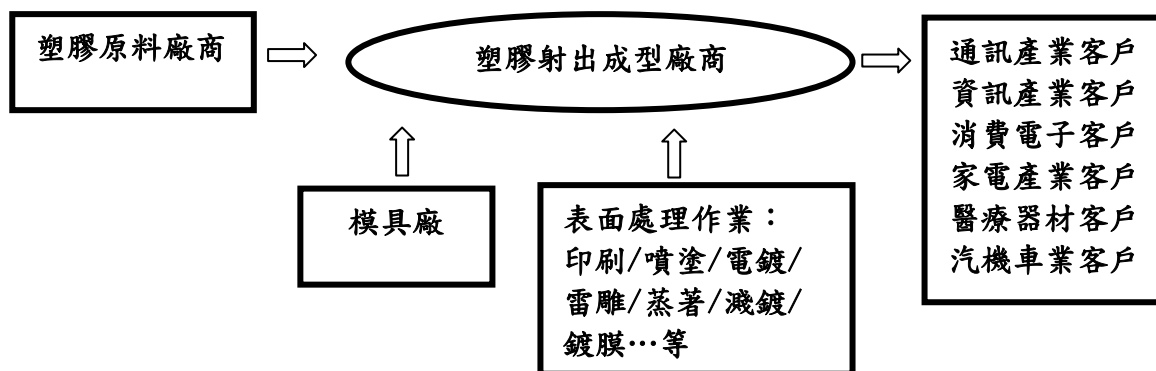 塑膠原料廠商
塑膠射出成型廠商
模具廠
表面處理作業：
印刷/噴塗/電鍍/
雷雕/蒸著/濺鍍/
鍍膜…等
通訊產業客戶
資訊產業客戶
消費電子客戶
家電產業客戶
醫療器材客戶
汽機車業客戶